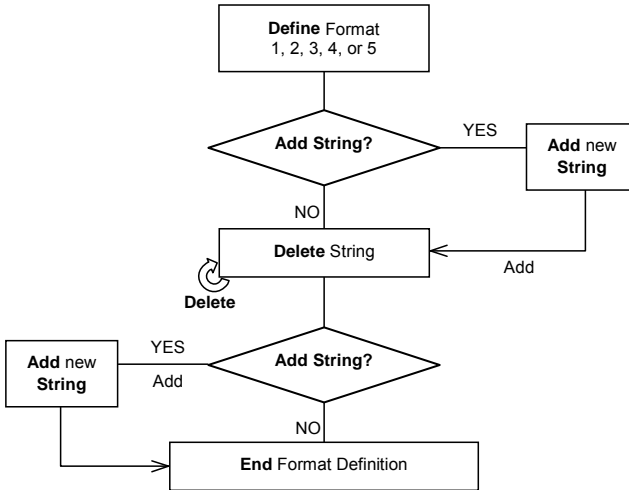 Define Format
1, 2, 3, 4, or 5
Add String?
YES
Add new
String
NO
Delete String
Add
Delete
Add String?
YES
Add
Add new
String
NO
End Format Definition